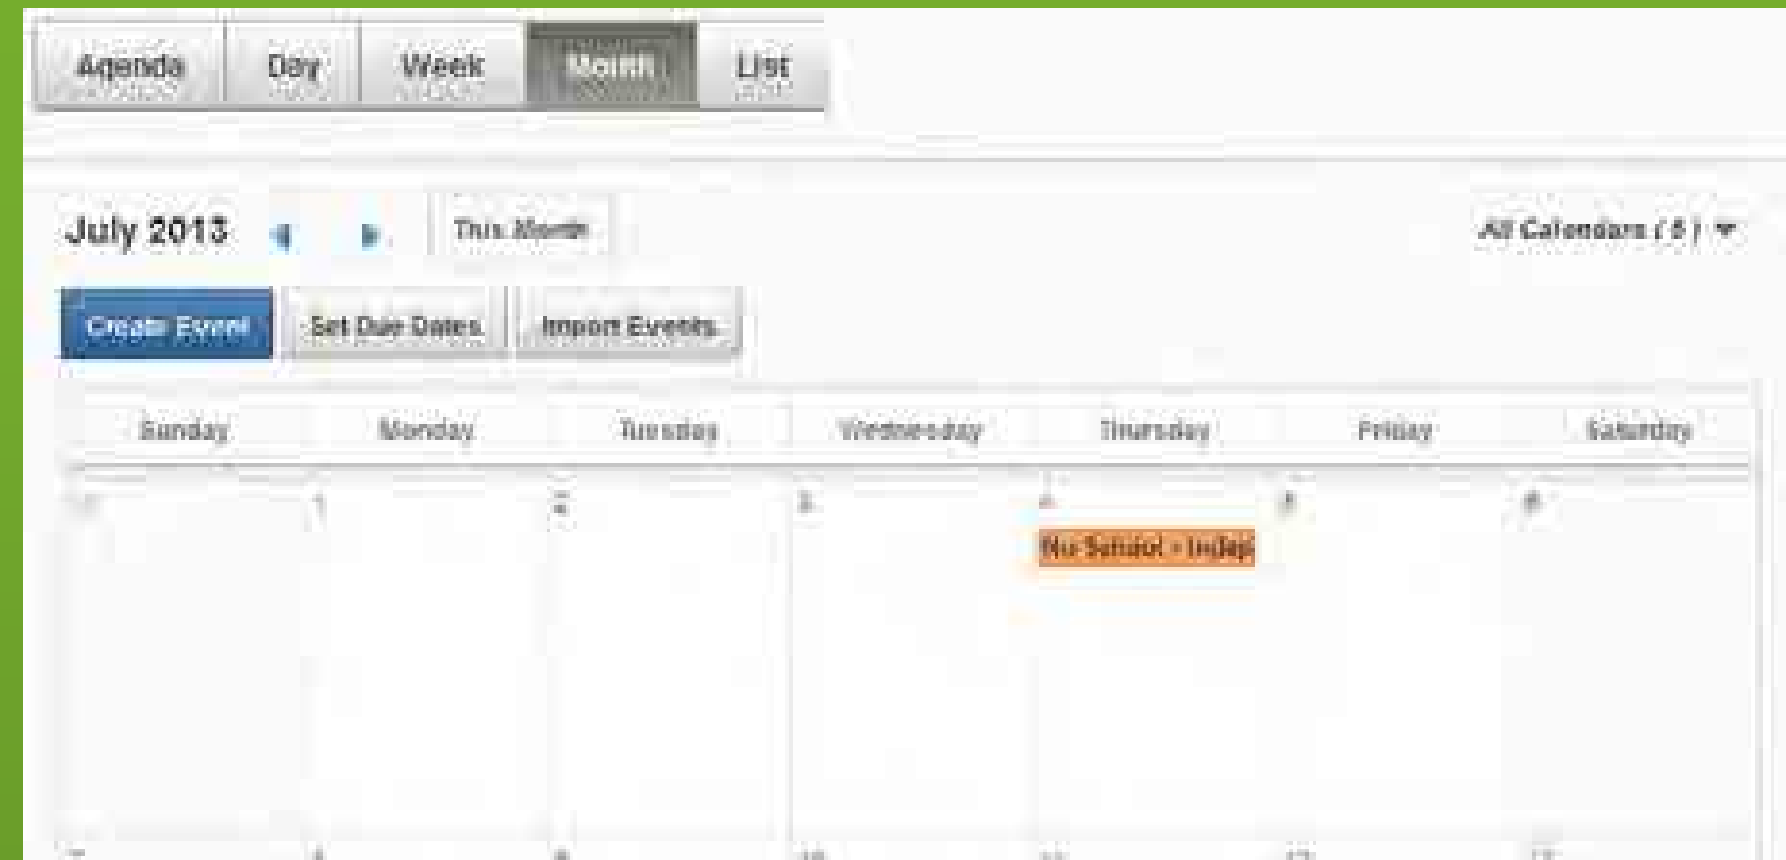 Agenda Day Week Month List
July 2013 This Month All Calendars ( 5 )
Create Event Set Due Dates Import Events
Sunday Monday Tuesday Wednesday Thursday Friday Saturday
1 2 3 4 5 6
No School - Indep